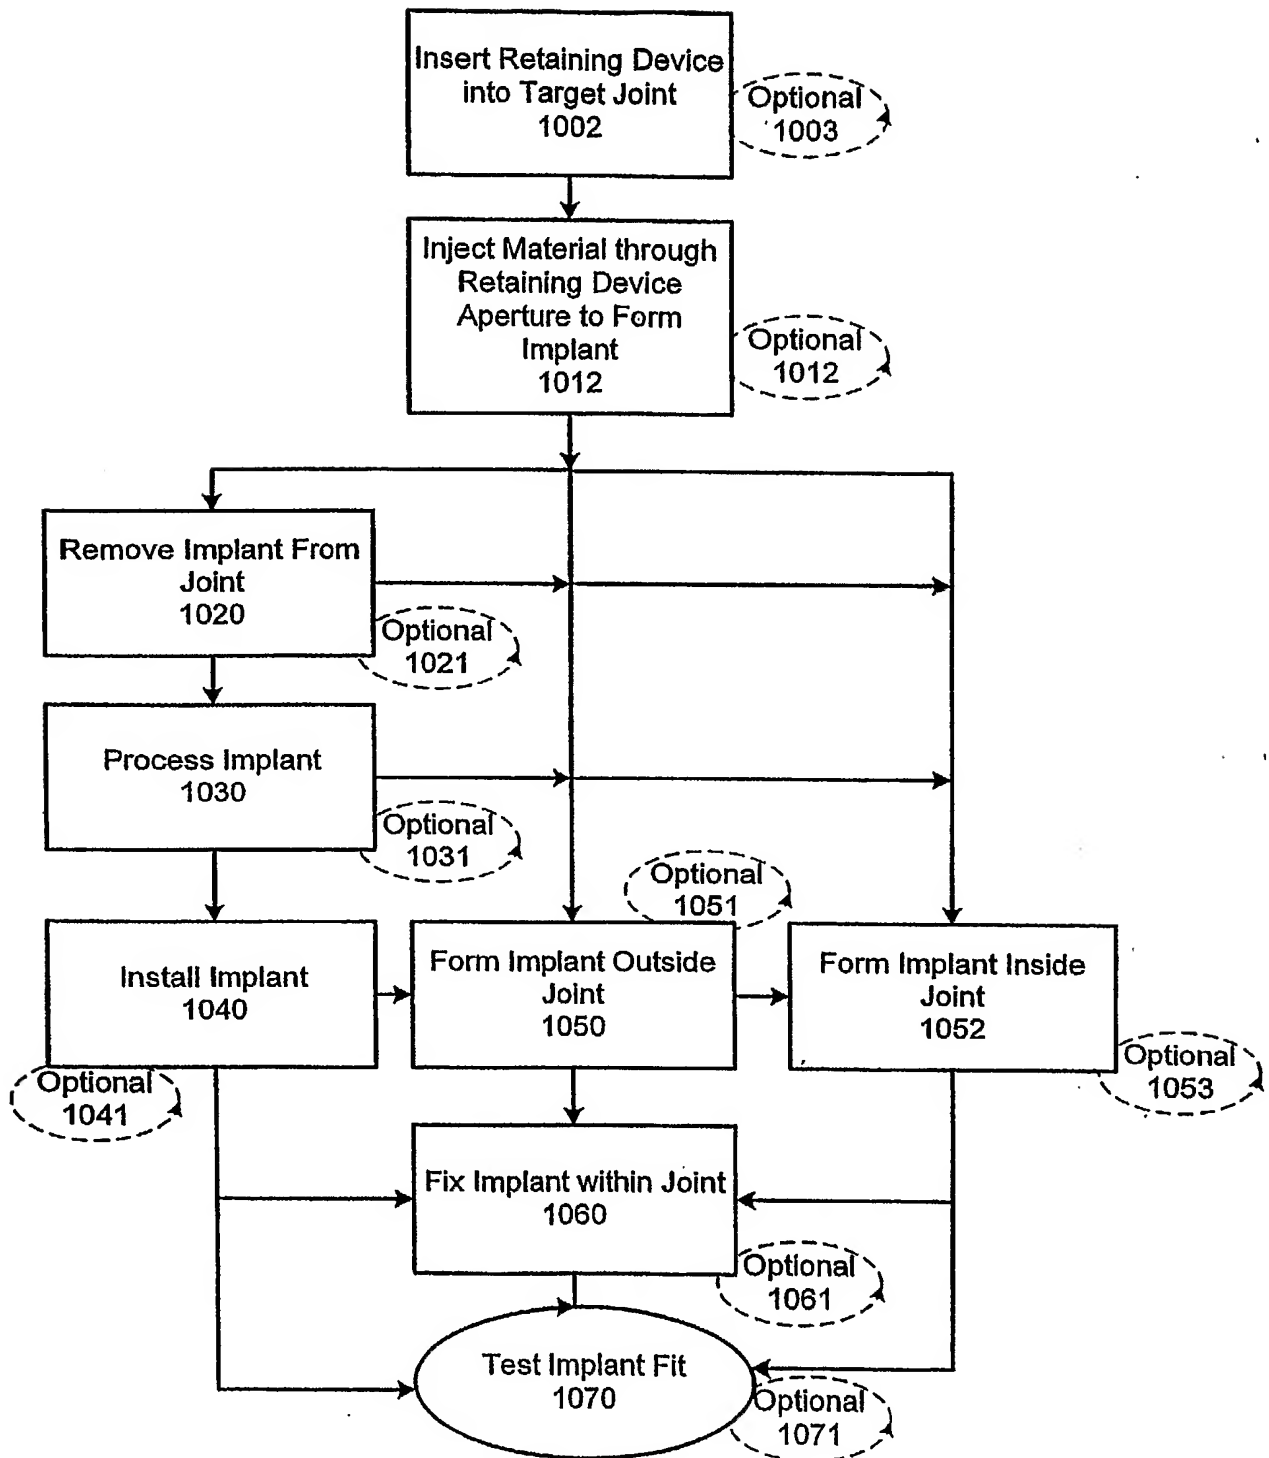 Insert Retaining Device
into Target Joint
1002
Optional
1003
Inject Material through
Retaining Device
Aperture to Form
Implant
1012
Optional
1012
Remove Implant From
Joint
1020
Optional
1021
Process Implant
1030
Optional
1031
Optional
1051
Install Implant
1040
Form Implant Outside
Joint
1050
Form Implant Inside
Joint
1052
Optional
1041
Optional
1053
Fix Implant within Joint
1060
Optional
1061
Test Implant Fit
1070
Optional
1071